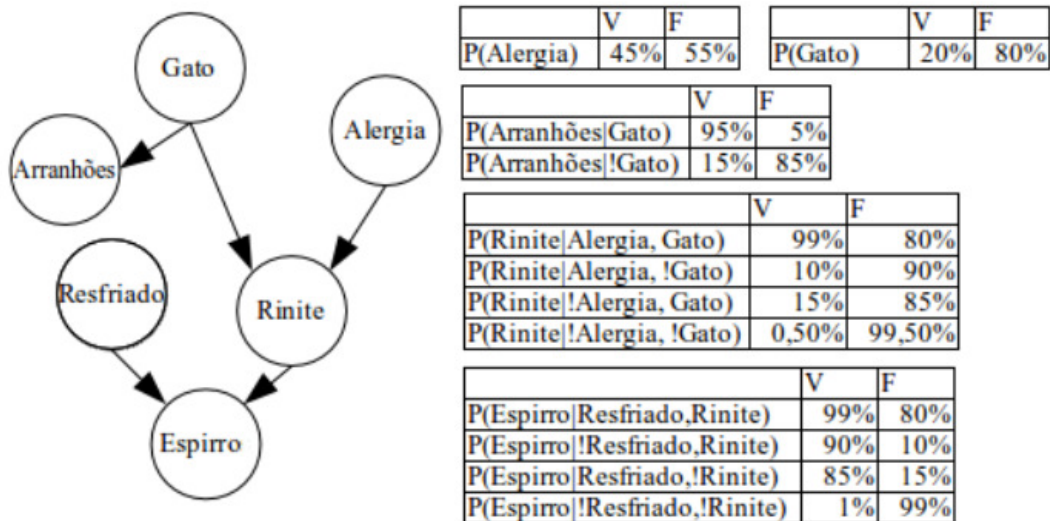 Gato
Alergia
Arranhões
Resfriado
Rinite
Espirro
V F
P(Alergia) 45% 55%
V F
P(Gato) 20% 80%
V F
P(Arranhões|Gato) 95% 5%
P(Arranhões|!Gato) 15% 85%
V F
P(Rinite|Alergia, Gato) 99% 80%
P(Rinite|Alergia, !Gato) 10% 90%
P(Rinite|!Alergia, Gato) 15% 85%
P(Rinite|!Alergia, !Gato) 0,50% 99,50%
V F
P(Espirro|Resfriado,Rinite) 99% 80%
P(Espirro|!Resfriado,Rinite) 90% 10%
P(Espirro|Resfriado,!Rinite) 85% 15%
P(Espirro|!Resfriado,!Rinite) 1% 99%